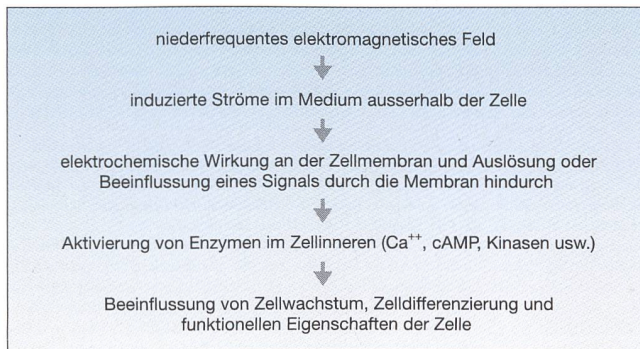 niederfrequentes elektromagnetisches Feld
induzierte Ströme im Medium ausserhalb der Zelle
elektrochemische Wirkung an der Zellmembran und Auslösung oder
Beeinflussung eines Signals durch die Membran hindurch
Aktivierung von Enzymen im Zellinneren (Ca⁺⁺, cAMP, Kinasen usw.)
Beeinflussung von Zellwachstum, Zelldifferenzierung und
funktionellen Eigenschaften der Zelle